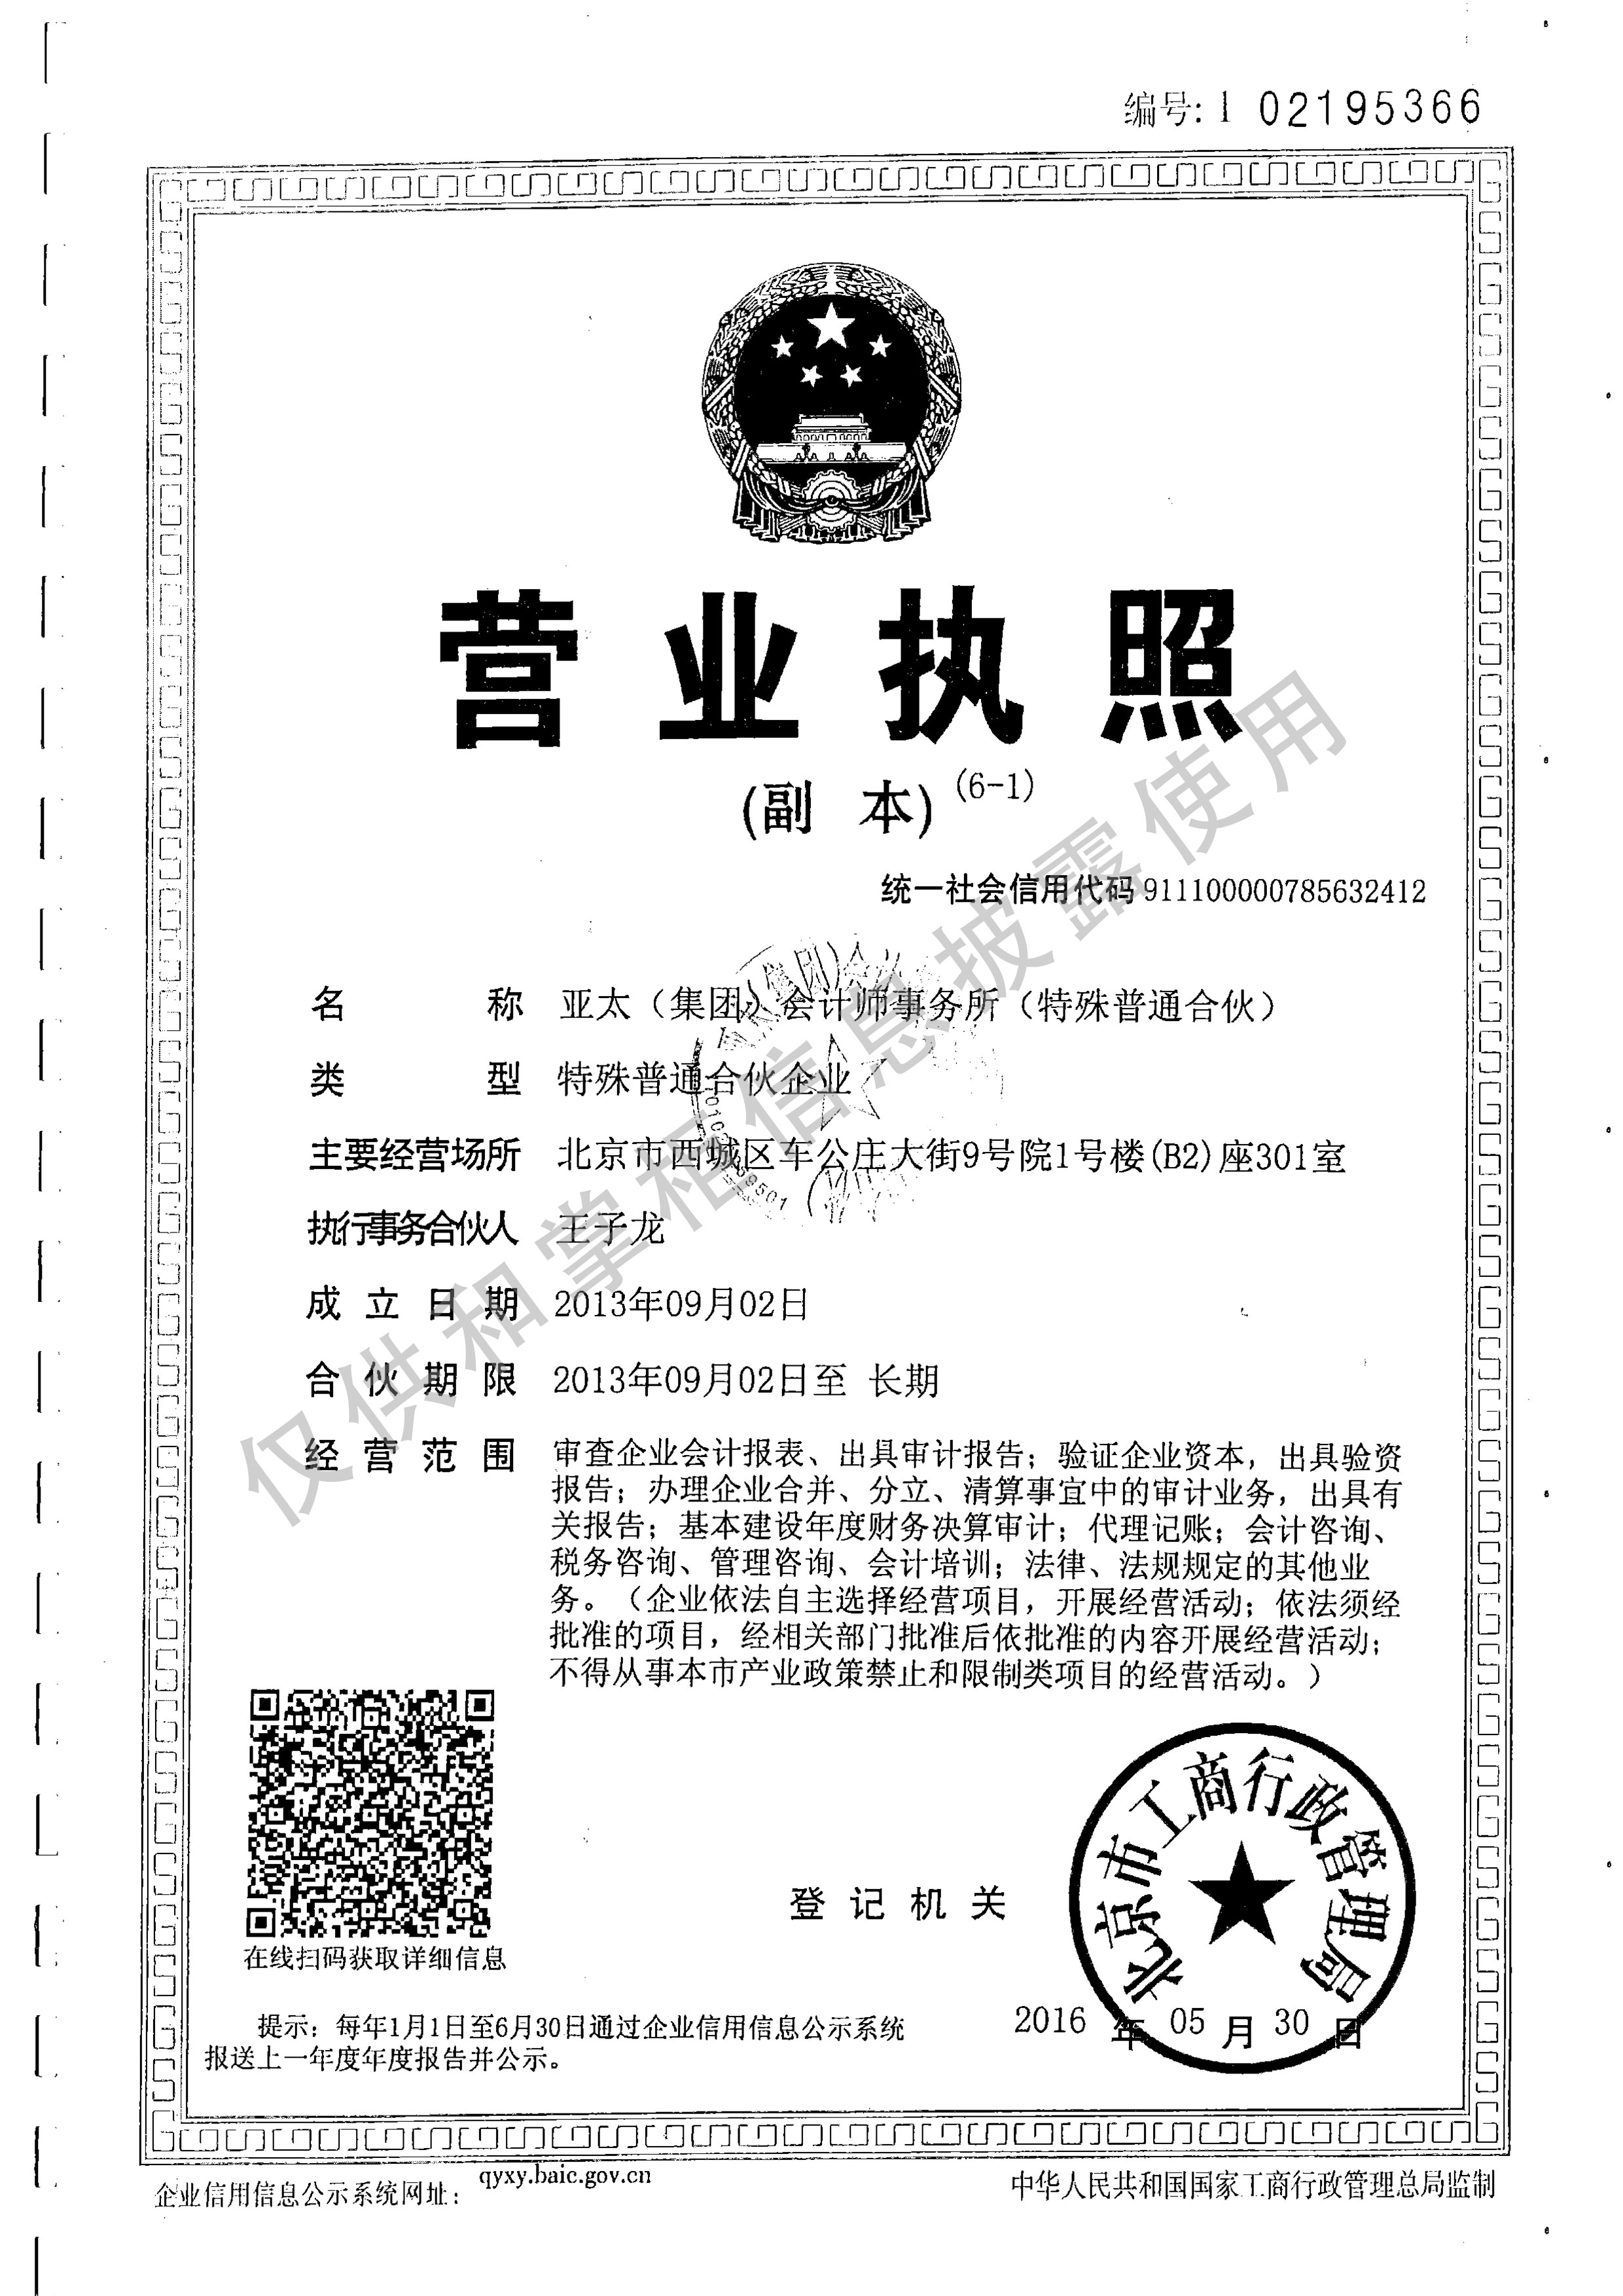 编号: 1 02195366
营业执照
(副 本) (6-1)
统一社会信用代码 911100000785632412
名 称 亚太（集团）会计师事务所（特殊普通合伙）
类 型 特殊普通合伙企业
主要经营场所 北京市西城区车公庄大街9号院1号楼(B2)座301室
执行事务合伙人 王子龙
成立日期 2013年09月02日
合伙期限 2013年09月02日至 长期
经营范围 审查企业会计报表、出具审计报告；验证企业资本，出具验资
报告；办理企业合并、分立、清算事宜中的审计业务，出具有
关报告；基本建设年度财务决算审计；代理记账；会计咨询、
税务咨询、管理咨询、会计培训；法律、法规规定的其他业
务。（企业依法自主选择经营项目，开展经营活动；依法须经
批准的项目，经相关部门批准后依批准的内容开展经营活动；
不得从事本市产业政策禁止和限制类项目的经营活动。）
仅供和掌柜信息披露使用
在线扫码获取详细信息
登记机关
北京市工商行政管理局
2016 年 05 月 30 日
提示：每年1月1日至6月30日通过企业信用信息公示系统
报送上一年度年度报告并公示。
企业信用信息公示系统网址： qyxy.baic.gov.cn
中华人民共和国国家工商行政管理总局监制